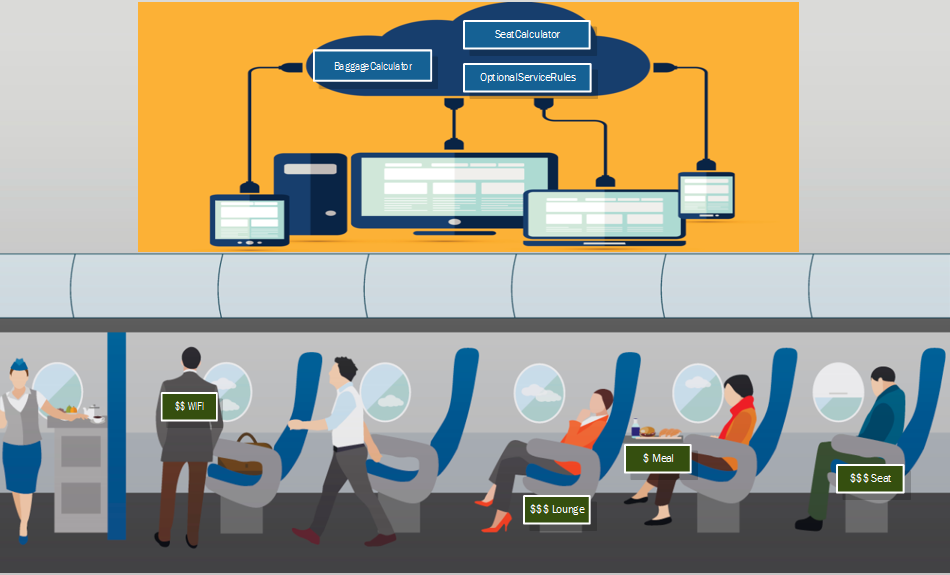 SeatCalculator
BaggageCalculator
OptionalServiceRules
$$ WIFI
$ Meal
$$$ Seat
$$$ Lounge